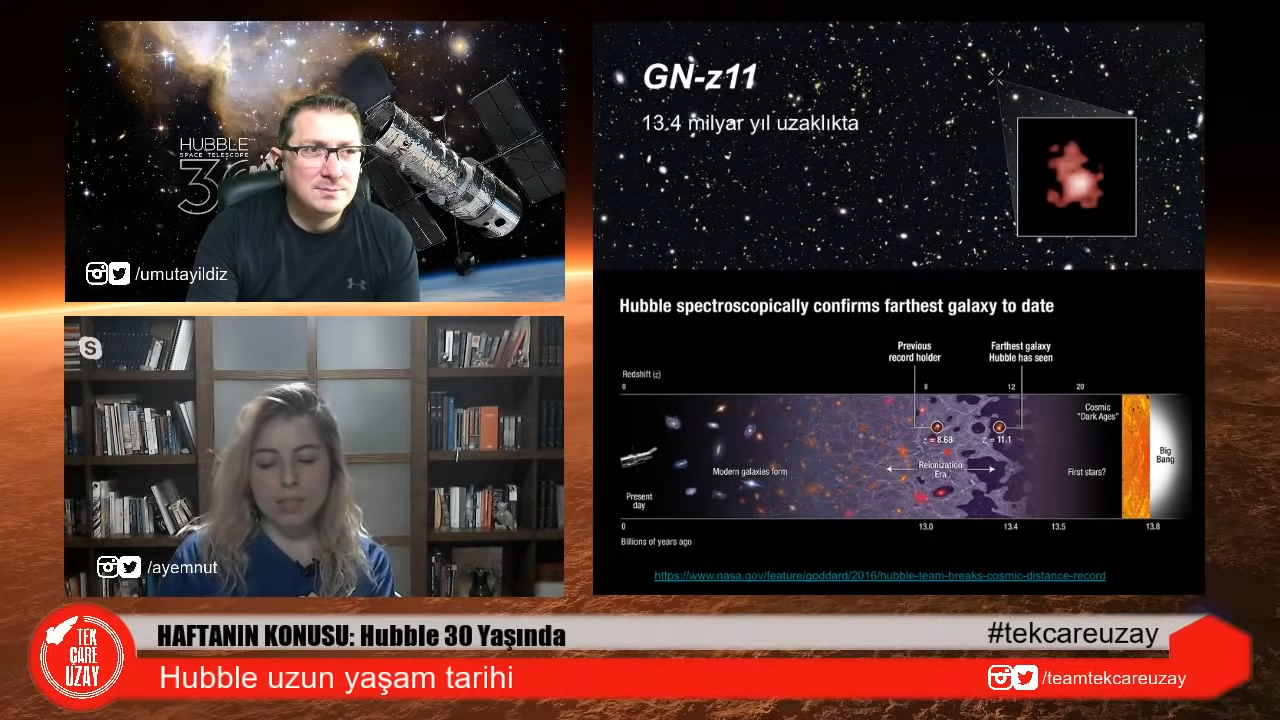 HUBBLE
SPACE TELESCOPE
30
/umutayildiz
S
/ayemnut
GN-z11
13.4 milyar yıl uzaklıkta
Hubble spectroscopically confirms farthest galaxy to date
Previous
record holder
Farthest galaxy
Hubble has seen
Redshift (z)
0 8 12 20
Cosmic
"Dark Ages"
z = 8.68 z = 11.1
Big
Bang
Modern galaxies form
Reionization
Era
First stars?
Present
day
0 13.0 13.4 13.5 13.8
Billions of years ago
https://www.nasa.gov/feature/goddard/2016/hubble-team-breaks-cosmic-distance-record
TEK
ÇARE
UZAY
HAFTANIN KONUSU: Hubble 30 Yaşında
#tekcareuzay
Hubble uzun yaşam tarihi
/teamtekcareuzay